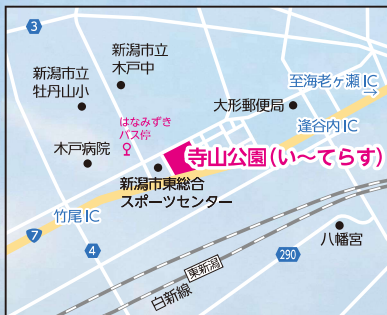 3
新潟市立
木戸中
新潟市立
牡丹山小
至海老ヶ瀬IC
→
大形郵便局
はなみずき
バス停
逢谷内IC
木戸病院
寺山公園(い~てらす)
新潟市東総合
スポーツセンター
竹尾IC
7
4
八幡宮
290
東新潟
白新線